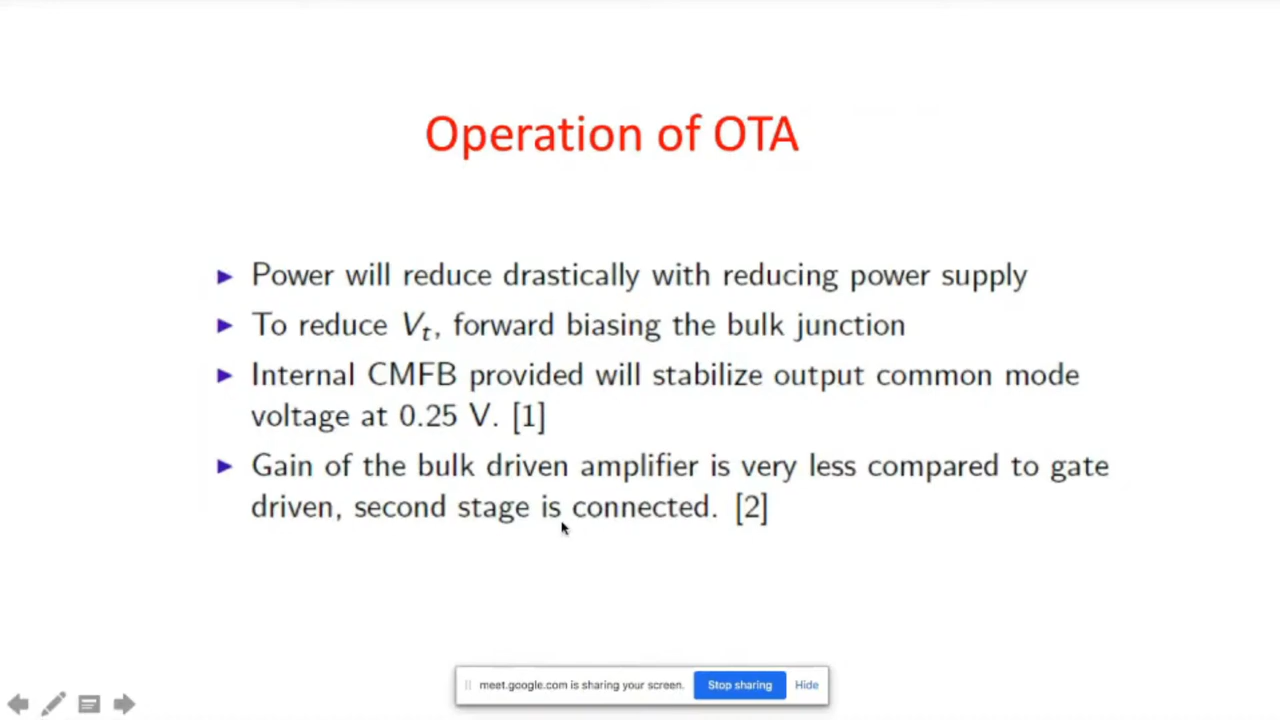 Operation of OTA
▶ Power will reduce drastically with reducing power supply
▶ To reduce Vt, forward biasing the bulk junction
▶ Internal CMFB provided will stabilize output common mode
voltage at 0.25 V. [1]
▶ Gain of the bulk driven amplifier is very less compared to gate
driven, second stage is connected. [2]
meet.google.com is sharing your screen. Stop sharing Hide